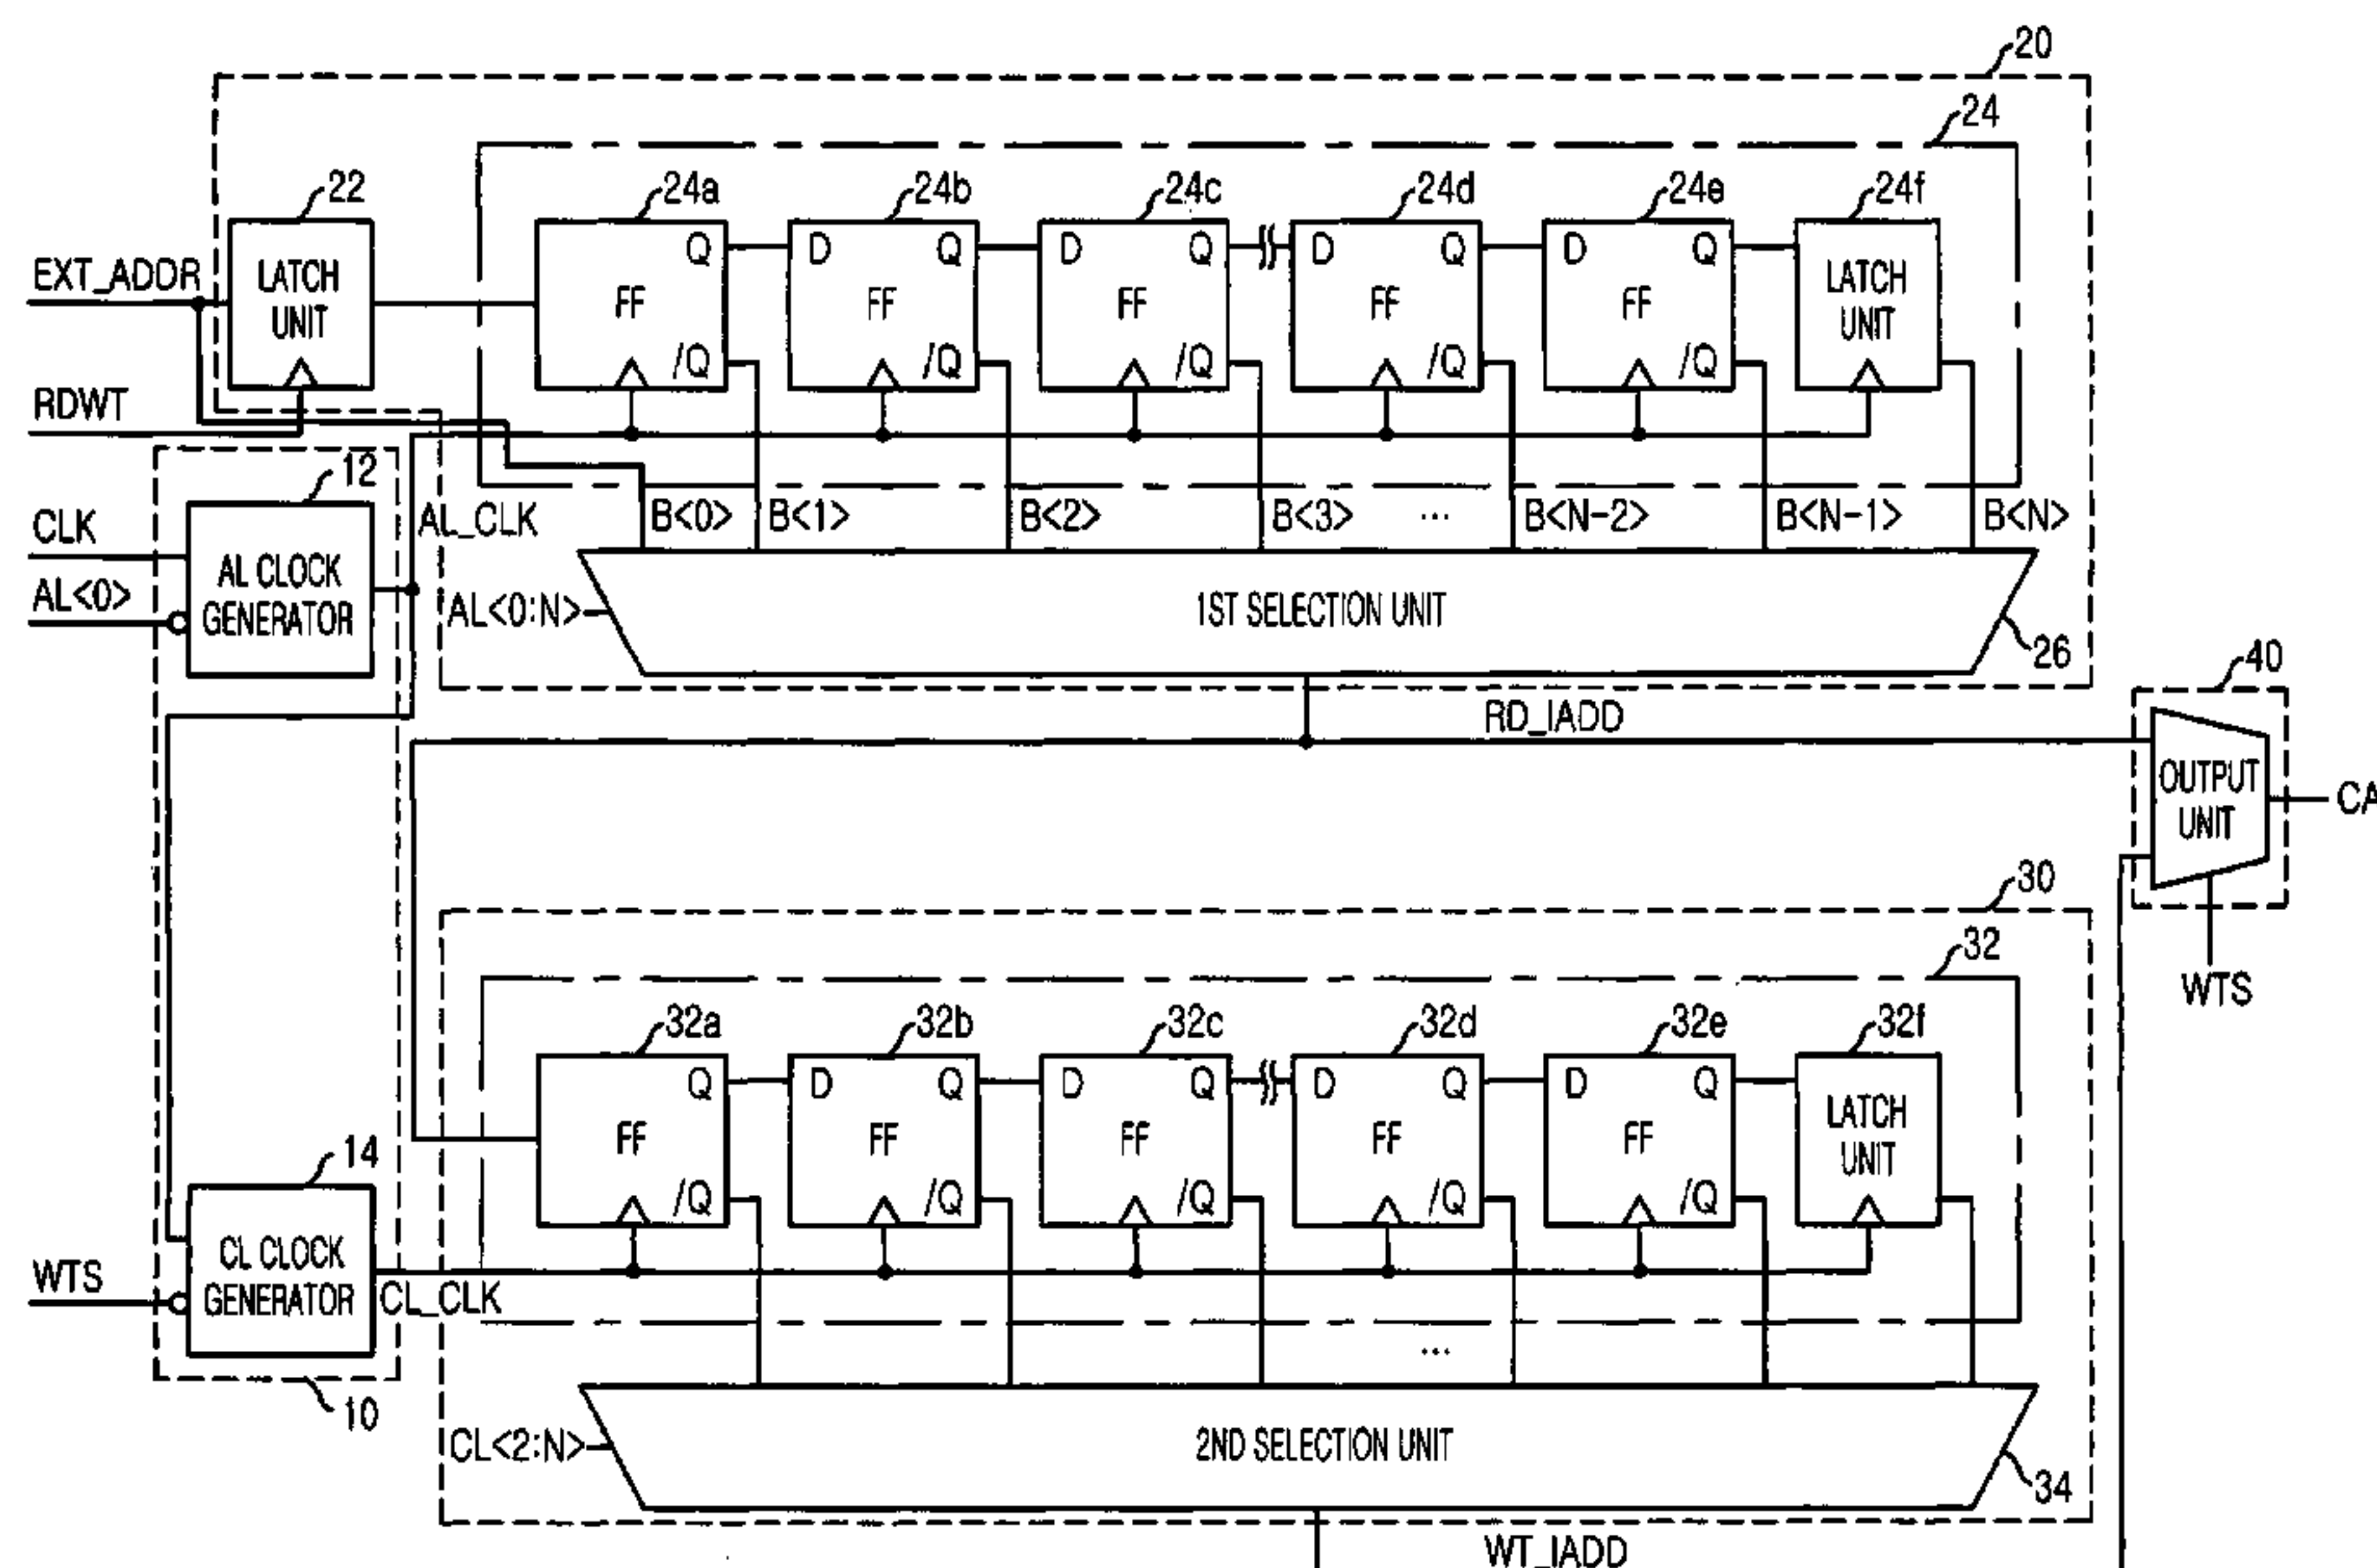 20
24
22
24a
24b
24c
24d
24e
24f
EXT_ADDR
LATCH
UNIT
Q
D
Q
D
Q
D
Q
D
Q
LATCH
UNIT
FF
FF
FF
FF
FF
/Q
/Q
/Q
/Q
/Q
RDWT
12
CLK
AL_CLK
B<0>
B<1>
B<2>
B<3>
...
B<N-2>
B<N-1>
B<N>
AL<0>
AL CLOCK
GENERATOR
AL<0:N>
1ST SELECTION UNIT
26
40
RD_IADD
OUTPUT
UNIT
CA
30
32
WTS
32a
32b
32c
32d
32e
32f
Q
D
Q
D
Q
D
Q
D
Q
LATCH
UNIT
FF
FF
FF
FF
FF
14
/Q
/Q
/Q
/Q
/Q
WTS
CL CLOCK
GENERATOR
CL_CLK
...
10
CL<2:N>
2ND SELECTION UNIT
34
WT_IADD